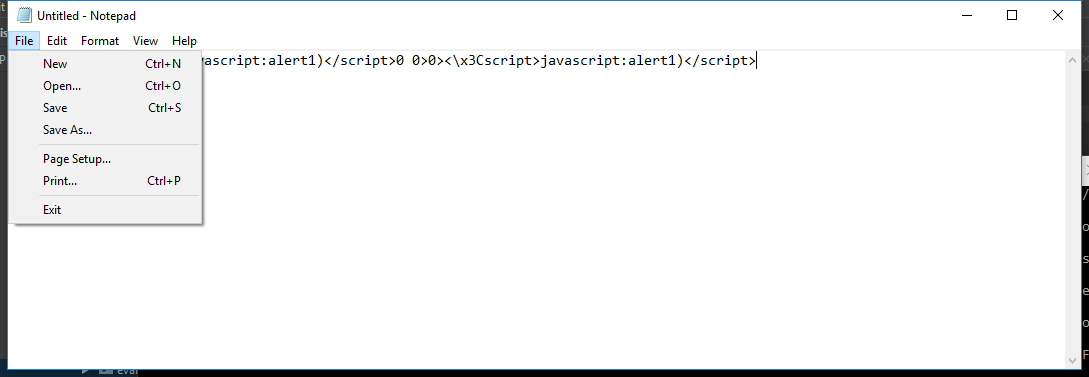 Untitled - Notepad
File Edit Format View Help
vascript:alert1)</script>0 0>0><\x3Cscript>javascript:alert1)</script>
New Ctrl+N
Open... Ctrl+O
Save Ctrl+S
Save As...
Page Setup...
Print... Ctrl+P
Exit